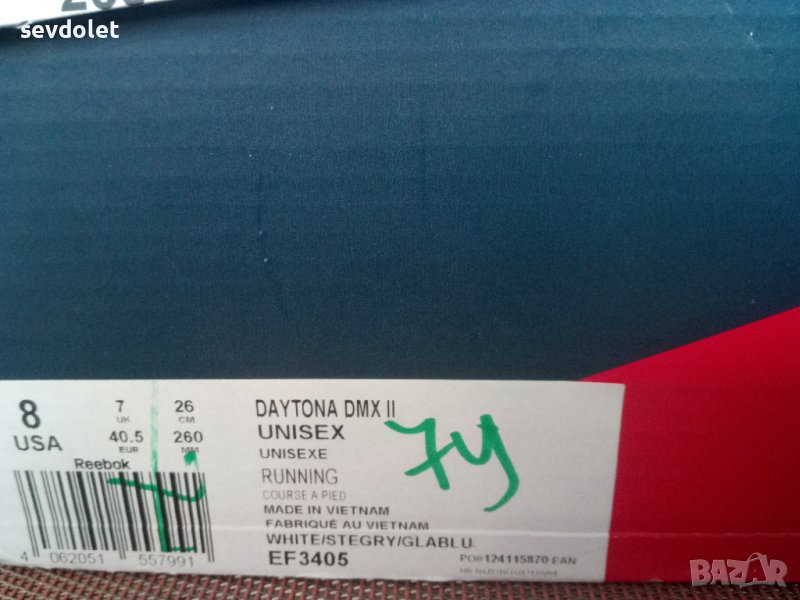 sevdolet
8 7 26
USA UK CM
40.5 260
EUR MM
Reebok
4 062051 557991
DAYTONA DMX II
UNISEX
UNISEXE
RUNNING
COURSE A PIED
MADE IN VIETNAM
FABRIQUÉ AU VIETNAM
WHITE/STEGRY/GLABLU
EF3405
74
PO#124115870 EAN
BAZAR